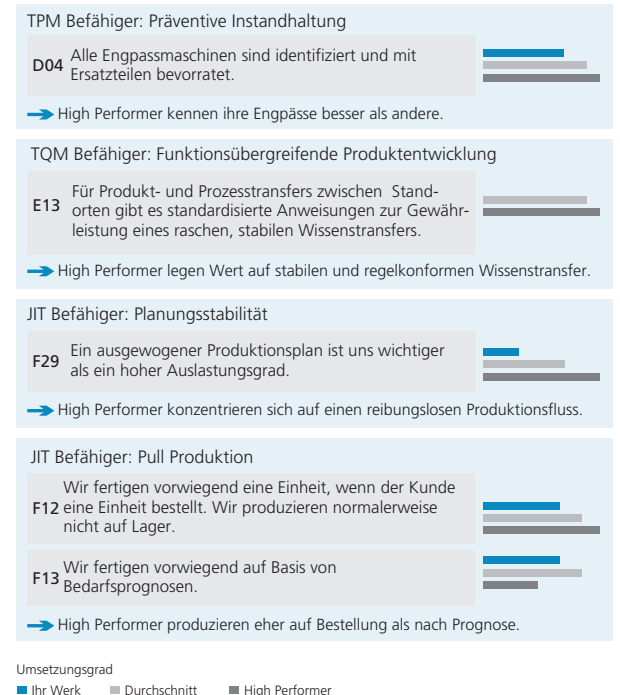 TPM Befähiger: Präventive Instandhaltung
D04 Alle Engpassmaschinen sind identifiziert und mit
Ersatzteilen bevorratet.
High Performer kennen ihre Engpässe besser als andere.
TQM Befähiger: Funktionsübergreifende Produktentwicklung
Für Produkt- und Prozesstransfers zwischen Stand-
E13 orten gibt es standardisierte Anweisungen zur Gewähr-
leistung eines raschen, stabilen Wissenstransfers.
High Performer legen Wert auf stabilen und regelkonformen Wissenstransfer.
JIT Befähiger: Planungsstabilität
F29 Ein ausgewogener Produktionsplan ist uns wichtiger
als ein hoher Auslastungsgrad.
High Performer konzentrieren sich auf einen reibungslosen Produktionsfluss.
JIT Befähiger: Pull Produktion
Wir fertigen vorwiegend eine Einheit, wenn der Kunde
F12 eine Einheit bestellt. Wir produzieren normalerweise
nicht auf Lager.
F13 Wir fertigen vorwiegend auf Basis von
Bedarfsprognosen.
High Performer produzieren eher auf Bestellung als nach Prognose.
Umsetzungsgrad
Ihr Werk Durchschnitt High Performer